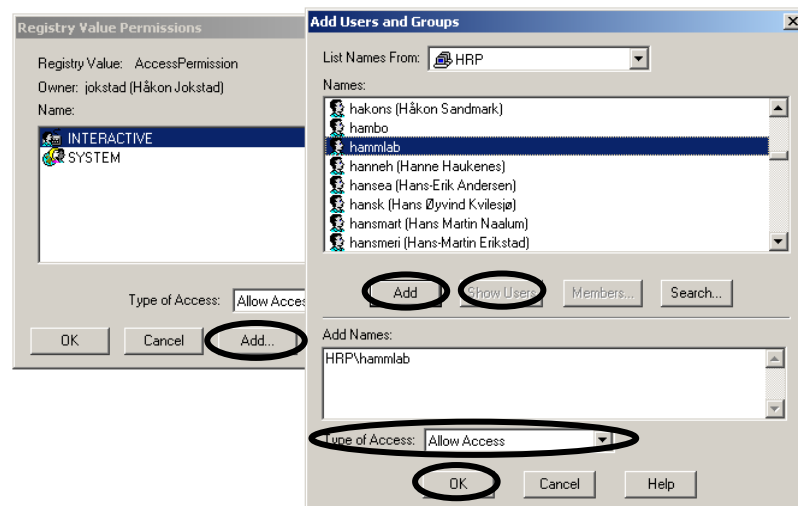 Registry Value Permissions
Registry Value: AccessPermission
Owner: jokstad (Håkon Jokstad)
Name:
INTERACTIVE
SYSTEM
Type of Access: Allow Acces
OK Cancel Add...
Add Users and Groups
List Names From: HRP
Names:
hakons (Håkon Sandmark)
hambo
hammlab
hanneh (Hanne Haukenes)
hansea (Hans-Erik Andersen)
hansk (Hans Øyvind Kvilesjø)
hansmart (Hans Martin Naalum)
hansmeri (Hans-Martin Erikstad)
Add Show Users Members... Search...
Add Names:
HRP\hammlab
Type of Access: Allow Access
OK Cancel Help